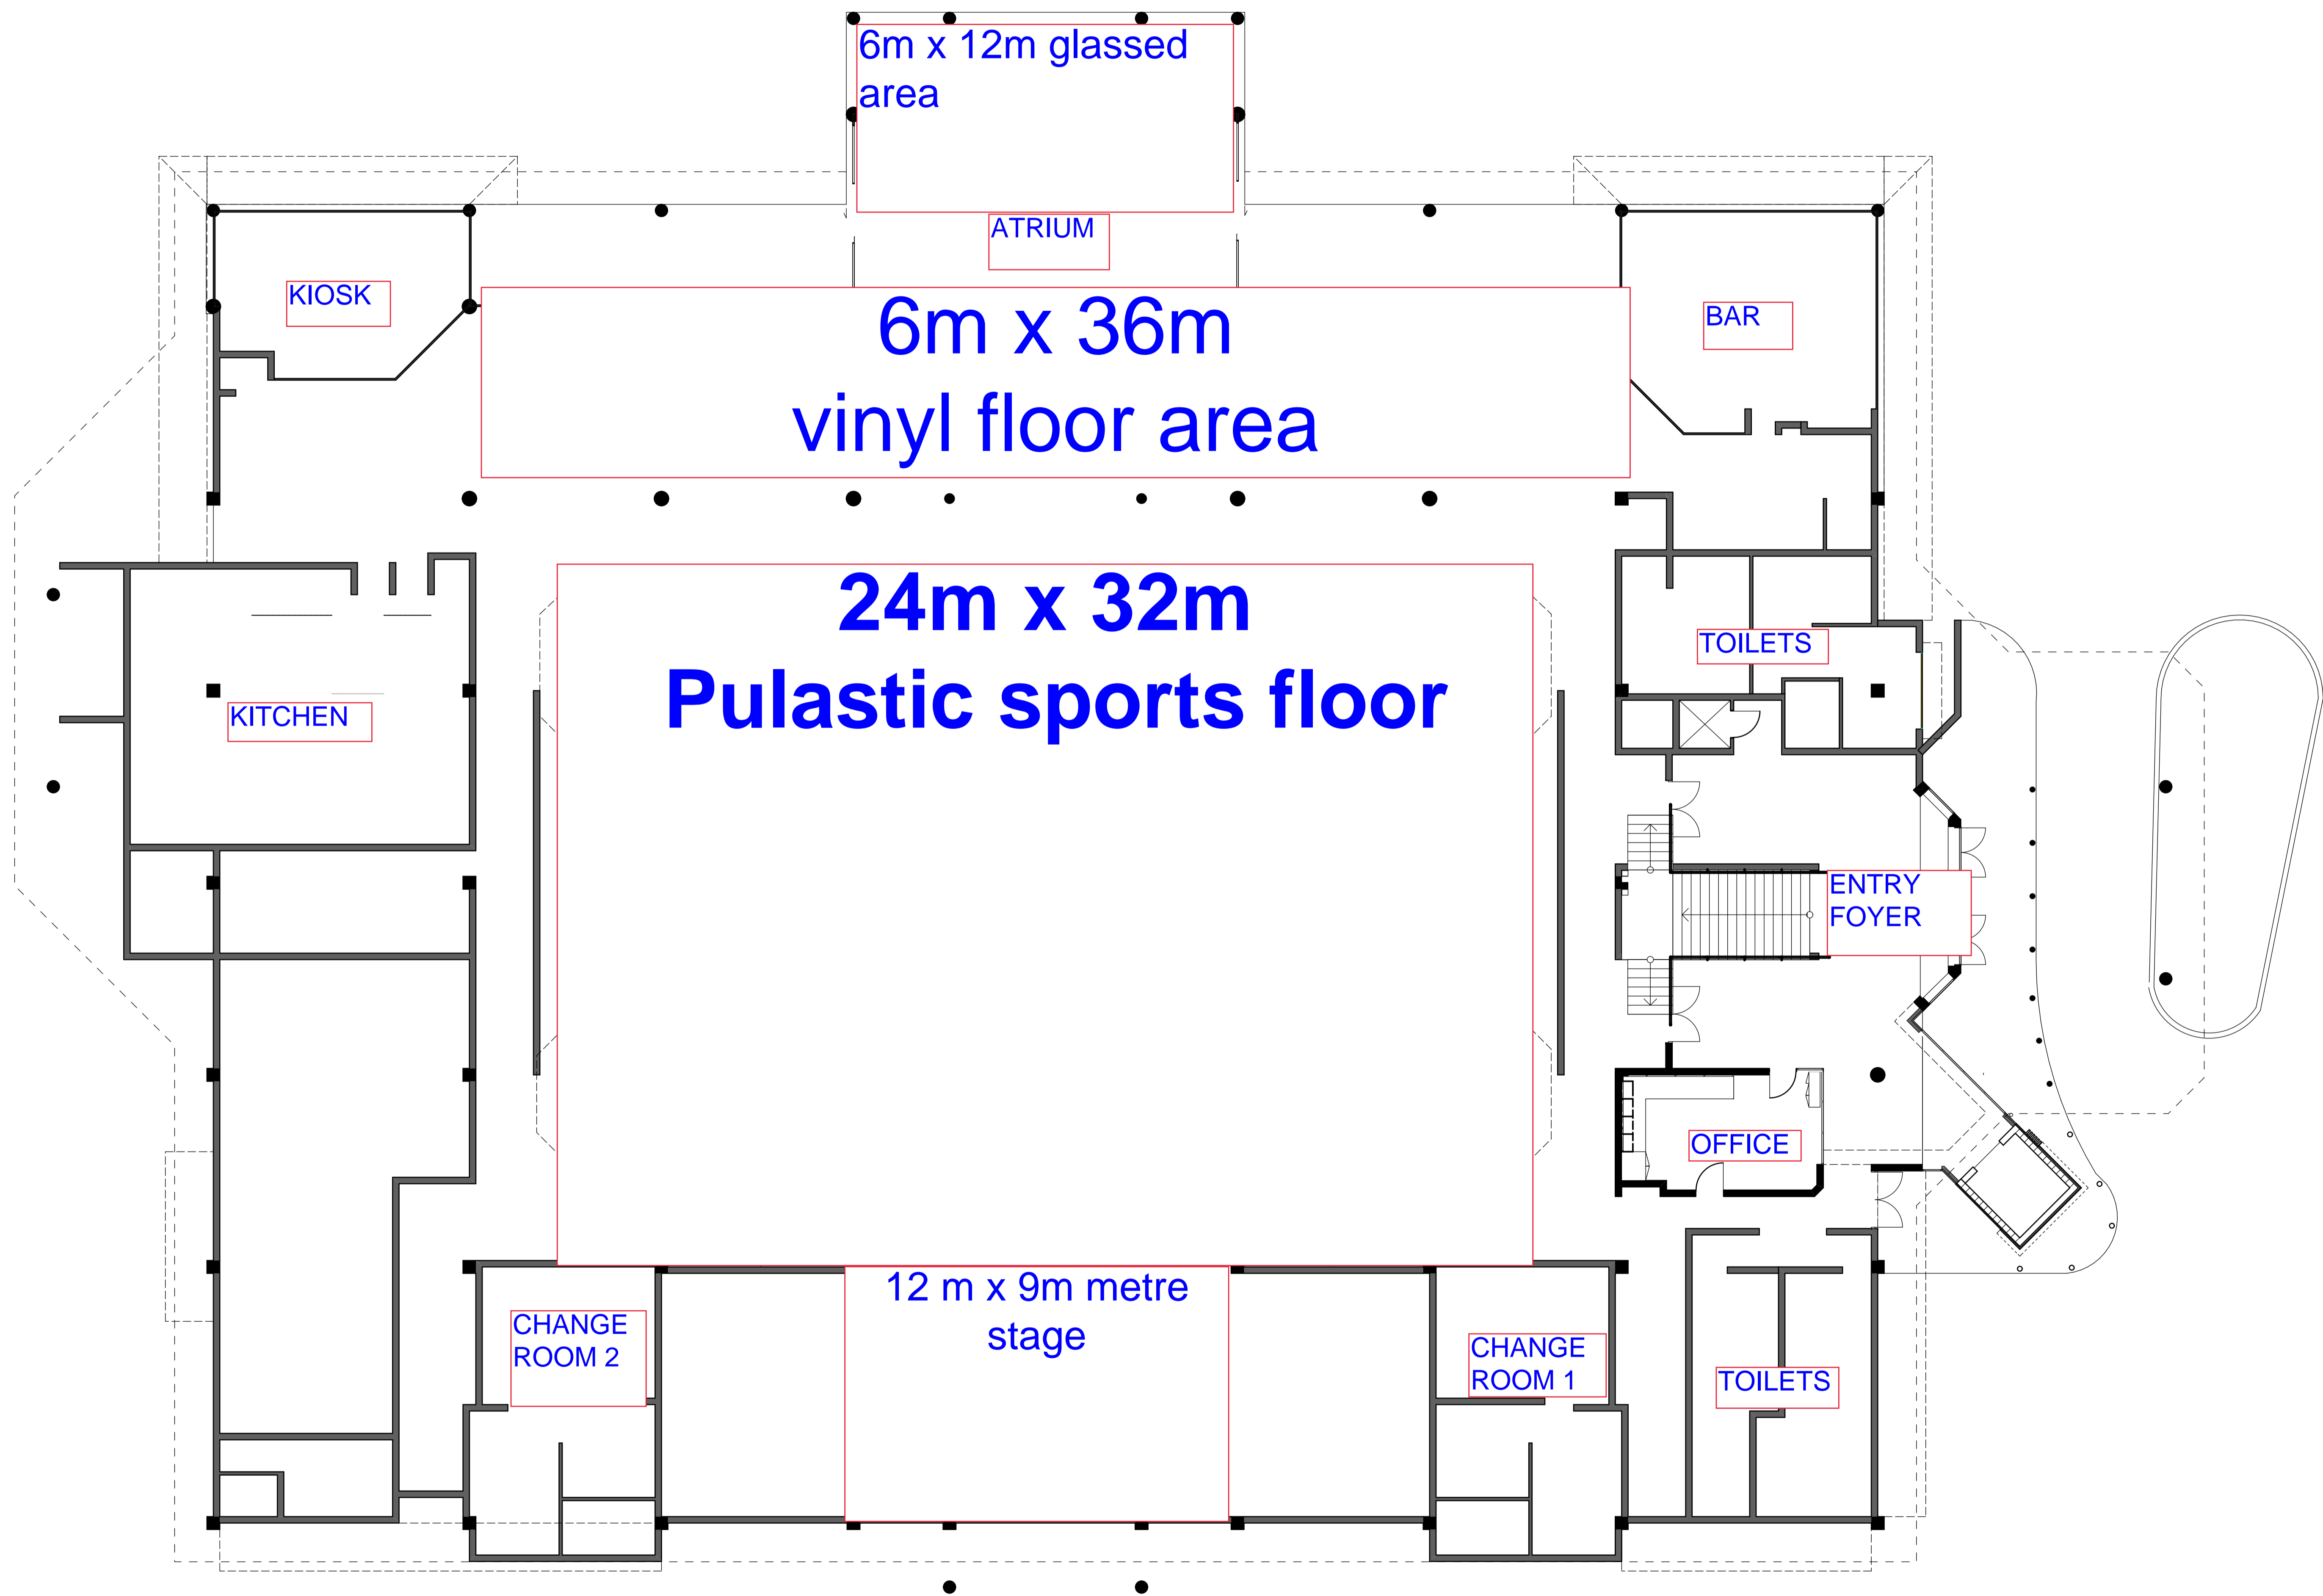 6m x 12m glassed
area
ATRIUM
KIOSK
6m x 36m
vinyl floor area
BAR
24m x 32m
Pulastic sports floor
TOILETS
KITCHEN
ENTRY
FOYER
OFFICE
12 m x 9m metre
stage
CHANGE
ROOM 2
CHANGE
ROOM 1
TOILETS